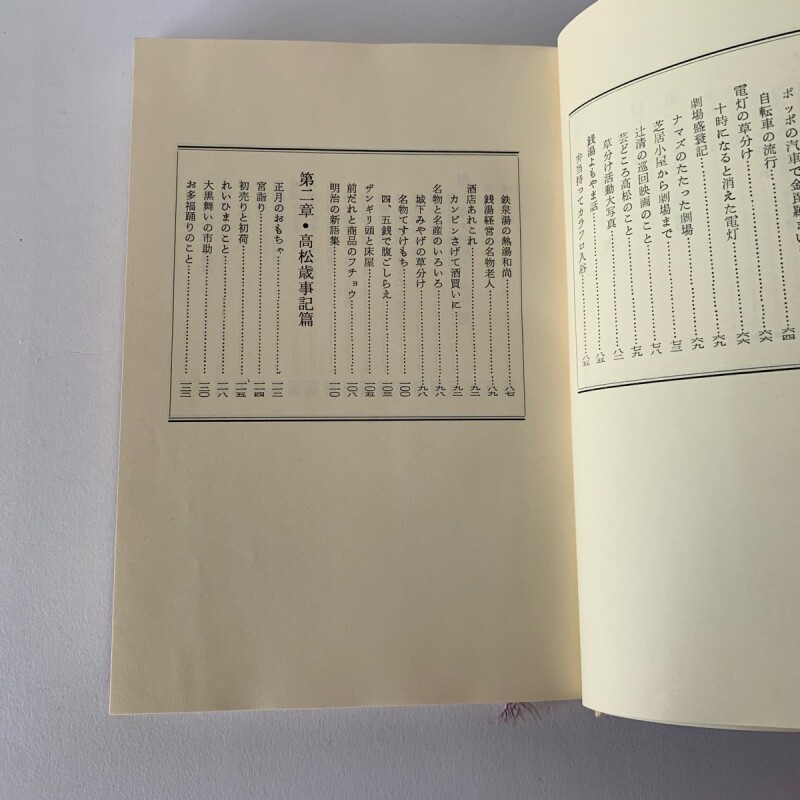 ポッポの汽車で金毘羅まい……六四
自転車の流行……六六
電灯の草分け……六六
十時になると消えた電灯……六九
劇場盛衰記……六九
ナマズのたたった劇場……七三
芝居小屋から劇場まで……七八
辻清の巡回映画のこと……七九
芸どころ高松のこと……八二
草分け活動大写真……八五
銭湯よもやま話……八五
弁当持ってカラフロ入浴
鉄泉湯の熱湯和尚……八七
銭湯経営の名物老人……八九
酒店あれこれ……九二
カンビンさげて酒買いに……九二
名物と名産のいろいろ……九八
城下みやげの草分け……九八
名物てすけもち……一〇〇
四、五銭で腹ごしらえ……一〇三
ザンギリ頭と床屋……一〇五
前だれと商品のフチョウ……一〇八
明治の新語集……一一〇
第二章・高松歳事記篇
正月のおもちゃ……一一二
宮詣り……一一四
初売りと初荷……一一五
れいひまのこと……一一八
大黒舞いの市助……一二〇
お多福踊りのこと……一二三